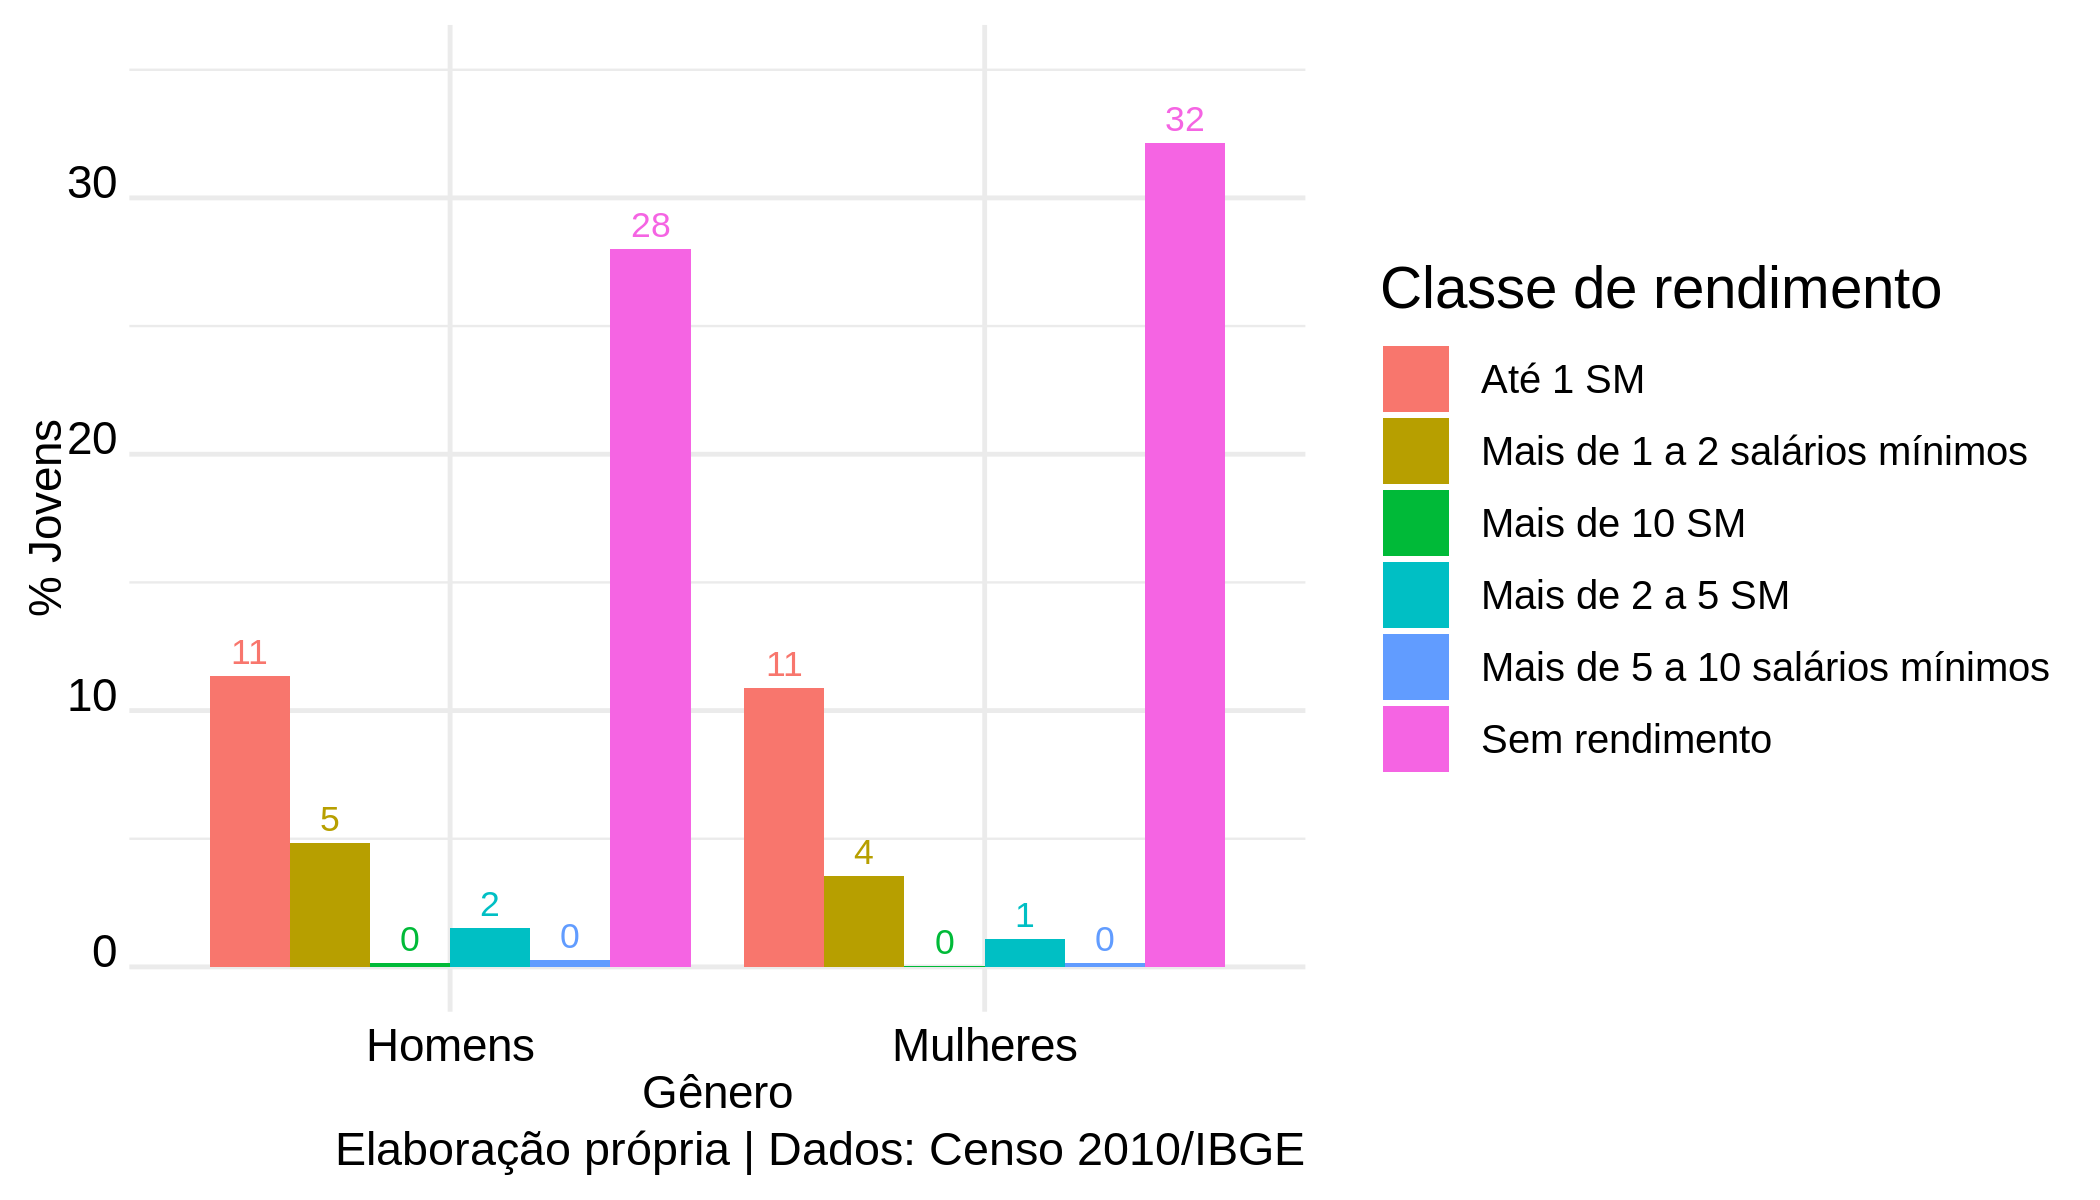 32
30
28
Classe de rendimento
Até 1 SM
Mais de 1 a 2 salários mínimos
Mais de 10 SM
Mais de 2 a 5 SM
Mais de 5 a 10 salários mínimos
Sem rendimento
% Jovens
20
11
11
10
5
4
0
2
0
0
1
0
0
Homens
Mulheres
Gênero
Elaboração própria | Dados: Censo 2010/IBGE